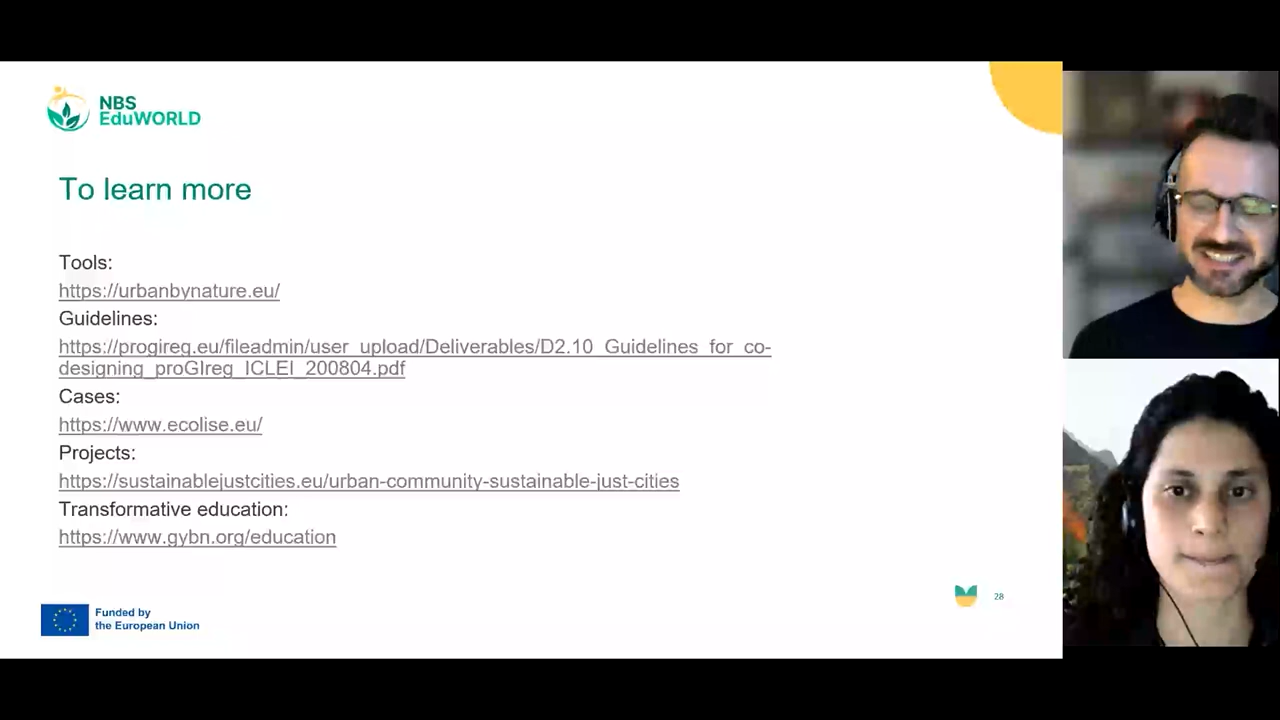 NBS
EduWORLD
To learn more
Tools:
https://urbanbynature.eu/
Guidelines:
https://progireg.eu/fileadmin/user_upload/Deliverables/D2.10_Guidelines_for_co-
designing_proGIreg_ICLEI_200804.pdf
Cases:
https://www.ecolise.eu/
Projects:
https://sustainablejustcities.eu/urban-community-sustainable-just-cities
Transformative education:
https://www.gybn.org/education
Funded by
the European Union
28